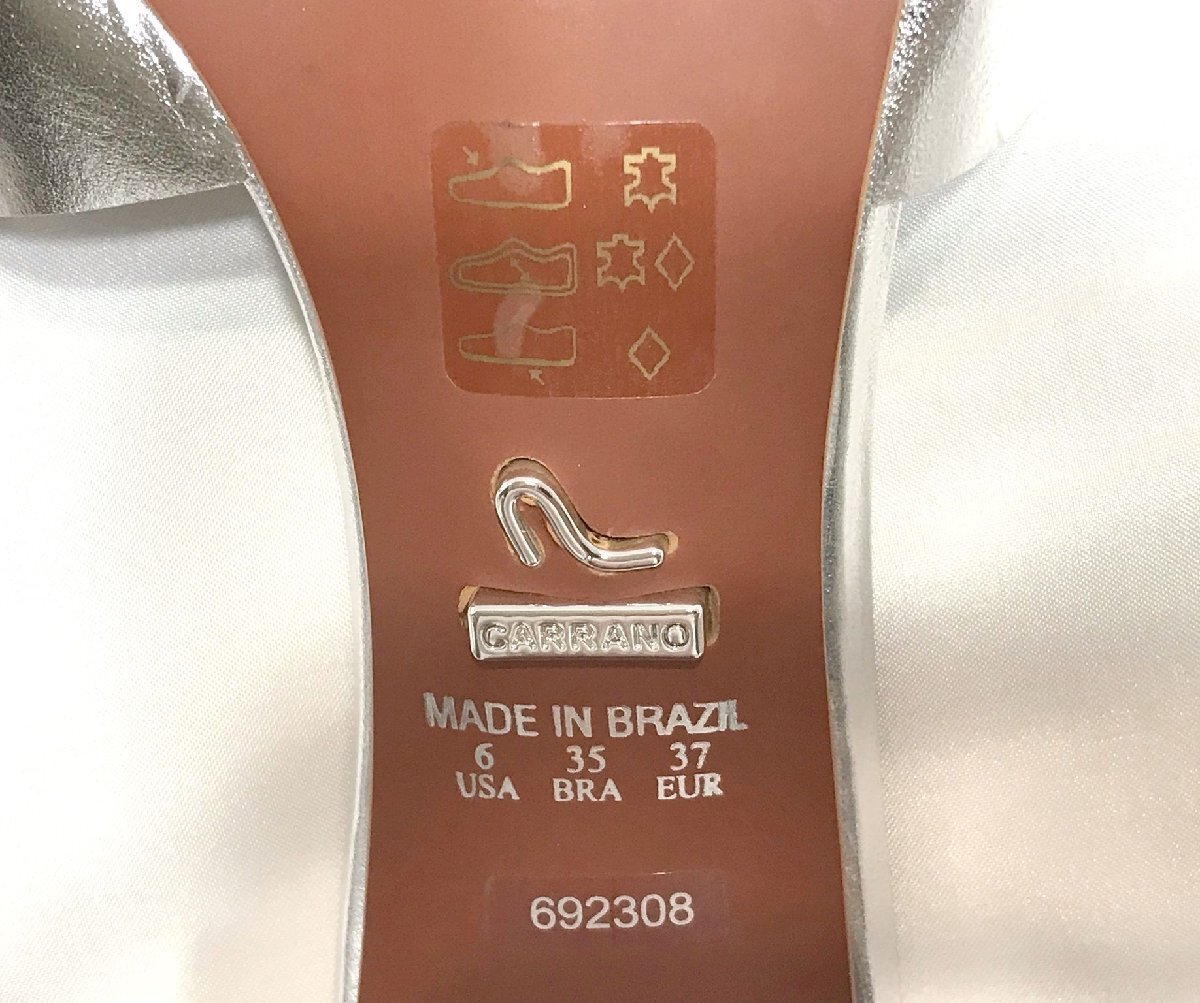 CARRANO
MADE IN BRAZIL
6 35 37
USA BRA EUR
692308